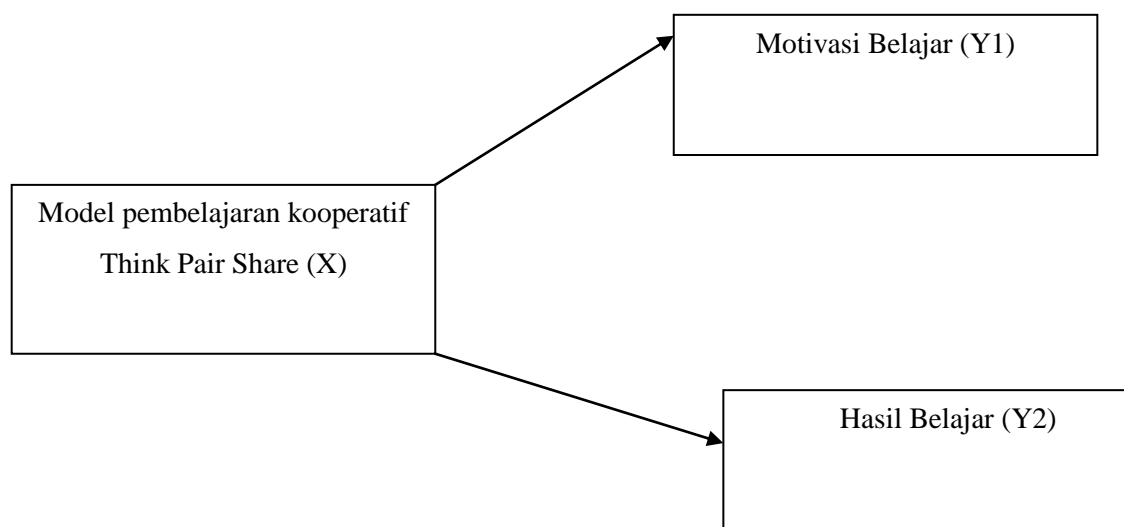 Motivasi Belajar (Y1)
Model pembelajaran kooperatif
Think Pair Share (X)
Hasil Belajar (Y2)